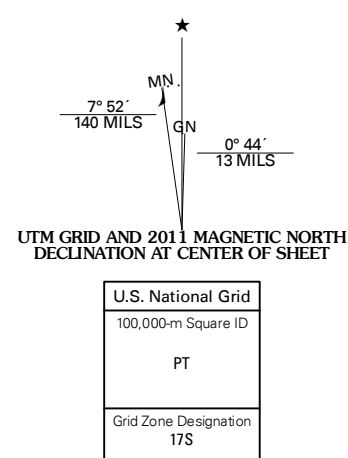 ★
MN
7° 52´
140 MILS
GN
0° 44´
13 MILS
UTM GRID AND 2011 MAGNETIC NORTH
DECLINATION AT CENTER OF SHEET
U.S. National Grid
100,000-m Square ID
PT
Grid Zone Designation
17S